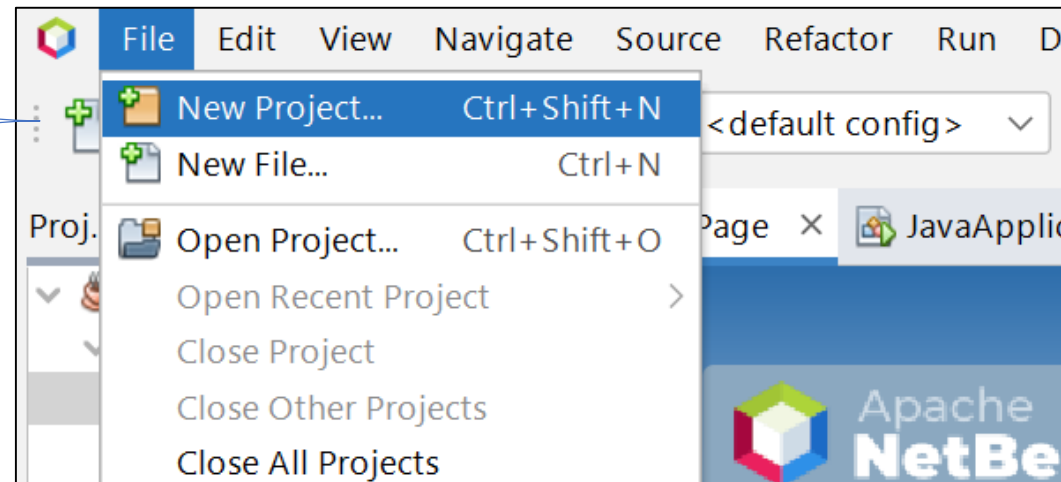 File Edit View Navigate Source Refactor Run D
New Project... Ctrl+Shift+N
<default config>
New File... Ctrl+N
Proj.
Open Project... Ctrl+Shift+O
Page × JavaApplic
Open Recent Project >
Close Project
Close Other Projects
Apache
Close All Projects
NetBe